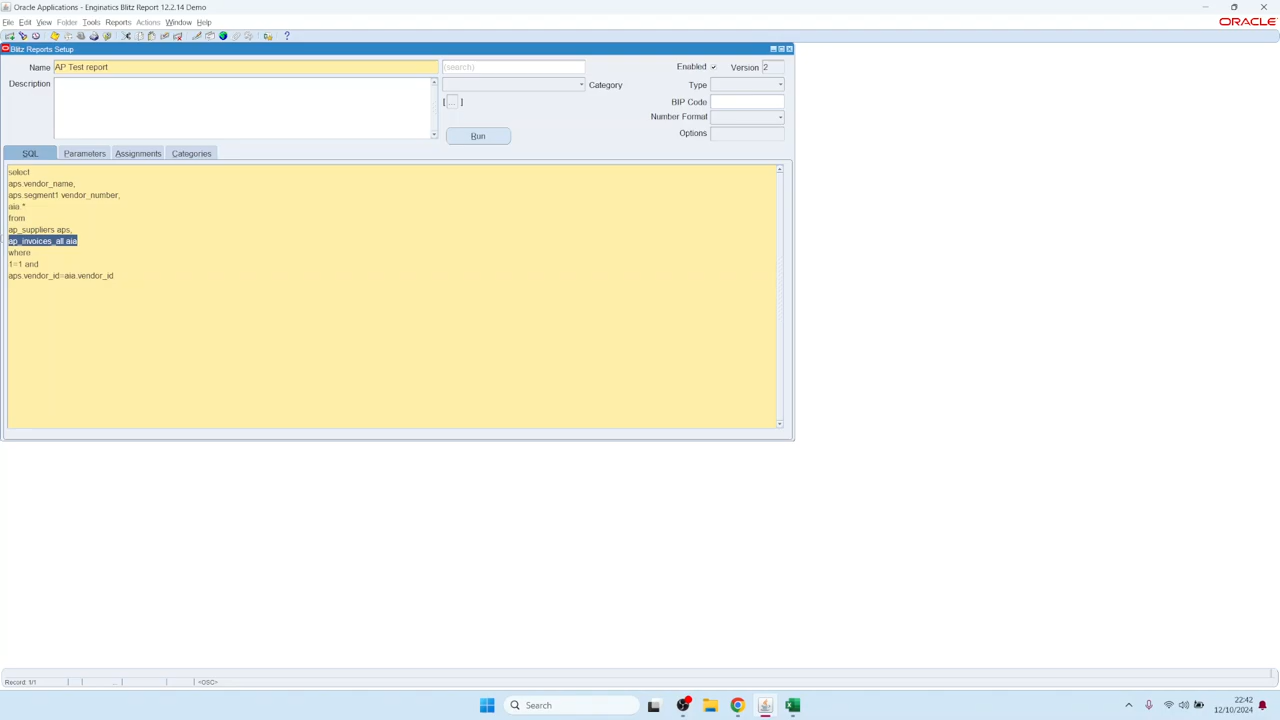 Oracle Applications - Enginatics Blitz Report 12.2.14 Demo
File Edit View Folder Tools Reports Actions Window Help
ORACLE
Blitz Reports Setup
Name AP Test report (search) Enabled Version 2
Description Category Type
[ ... ] BIP Code
Number Format
Run Options
SQL Parameters Assignments Categories
select
aps.vendor_name,
aps.segment1 vendor_number,
aia *
from
ap_suppliers aps,
ap_invoices_all aia
where
1=1 and
aps.vendor_id=aia.vendor_id
Record: 1/1 ... <OSC>
Search
22:42
12/10/2024